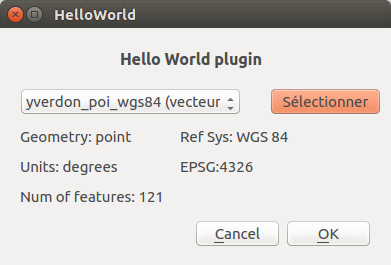 HelloWorld
Hello World plugin
yverdon_poi_wgs84 (vecteur Sélectionner
Geometry: point Ref Sys: WGS 84
Units: degrees EPSG:4326
Num of features: 121
Cancel OK